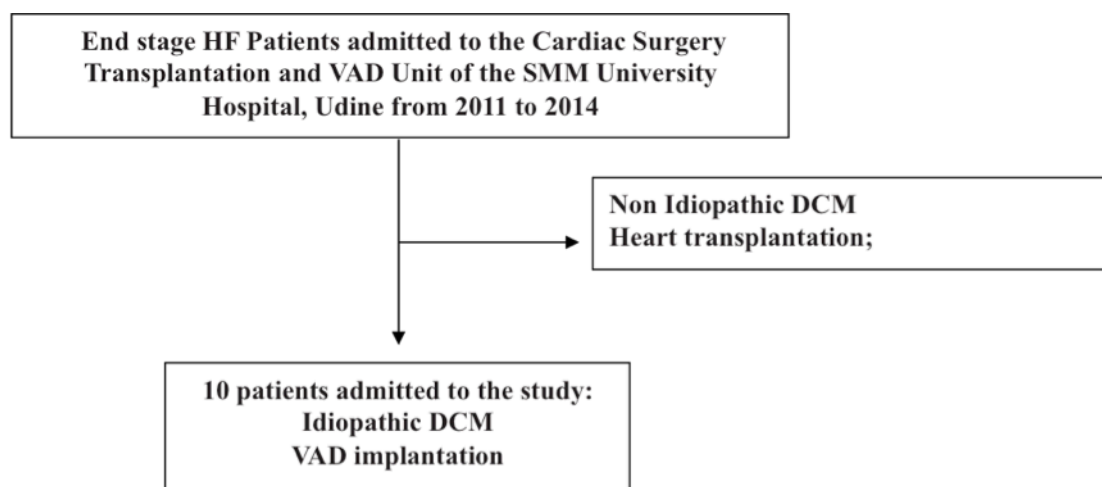 End stage HF Patients admitted to the Cardiac Surgery
Transplantation and VAD Unit of the SMM University
Hospital, Udine from 2011 to 2014
Non Idiopathic DCM
Heart transplantation;
10 patients admitted to the study:
Idiopathic DCM
VAD implantation